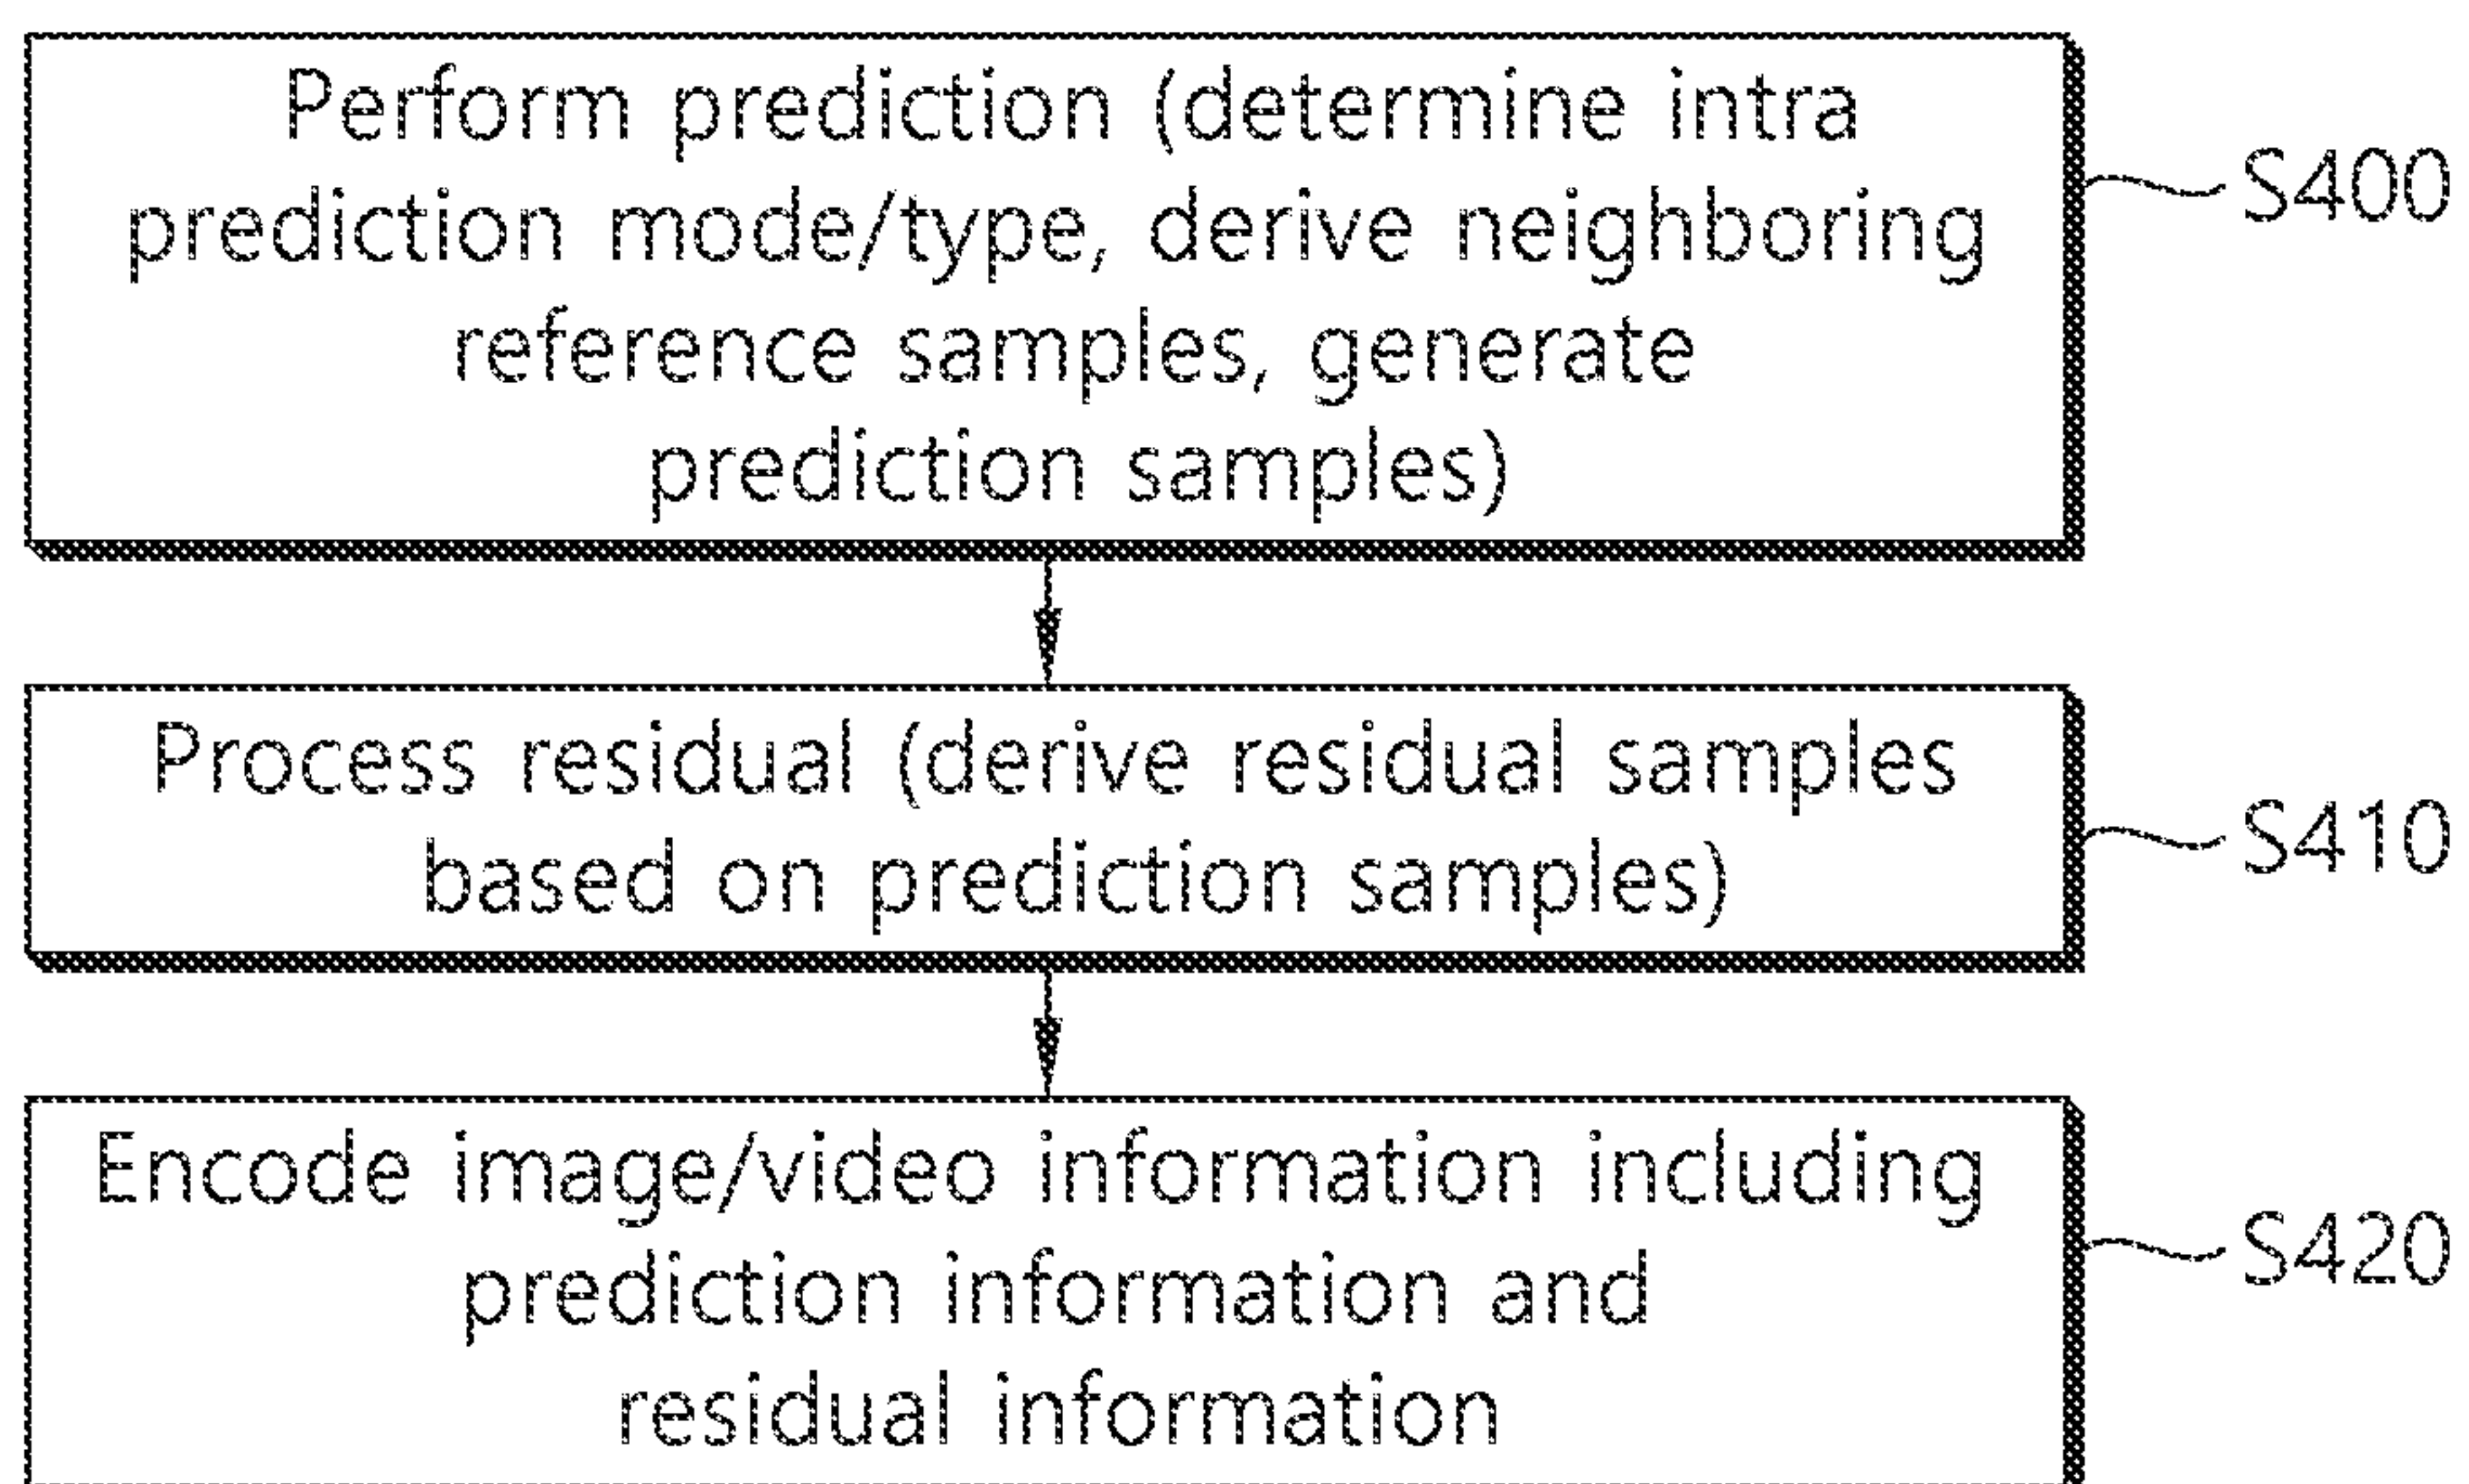 Perform prediction (determine intra
prediction mode/type, derive neighboring
reference samples, generate
prediction samples)
S400
Process residual (derive residual samples
based on prediction samples)
S410
Encode image/video information including
prediction information and
residual information
S420